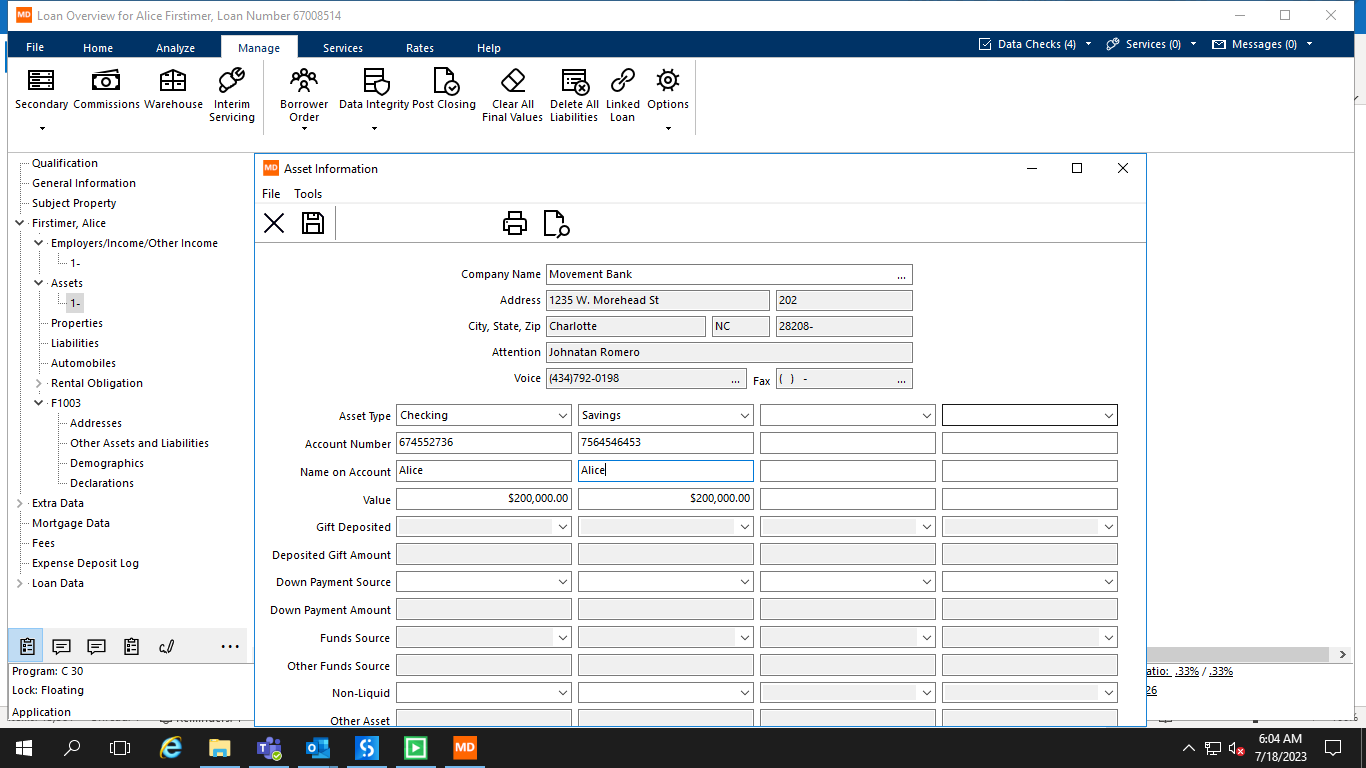 MD Loan Overview for Alice Firstimer, Loan Number 67008514
File Home Analyze Manage Services Rates Help Data Checks (4) Services (0) Messages (0)
Secondary Commissions Warehouse Interim Servicing Borrower Order Data Integrity Post Closing Clear All Final Values Delete All Liabilities Linked Loan Options
Qualification
General Information
Subject Property
Firstimer, Alice
Employers/Income/Other Income
1-
Assets
1-
Properties
Liabilities
Automobiles
Rental Obligation
F1003
Addresses
Other Assets and Liabilities
Demographics
Declarations
Extra Data
Mortgage Data
Fees
Expense Deposit Log
Loan Data
Program: C 30
Lock: Floating
Application
MD Asset Information
File Tools
Company Name Movement Bank ...
Address 1235 W. Morehead St 202
City, State, Zip Charlotte NC 28208-
Attention Johnatan Romero
Voice (434)792-0198 ... Fax ( ) - ...
Asset Type Checking Savings
Account Number 674552736 7564546453
Name on Account Alice Alice
Value $200,000.00 $200,000.00
Gift Deposited
Deposited Gift Amount
Down Payment Source
Down Payment Amount
Funds Source
Other Funds Source
Non-Liquid
Other Asset
atio: .33% / .33%
26
MD
6:04 AM
7/18/2023